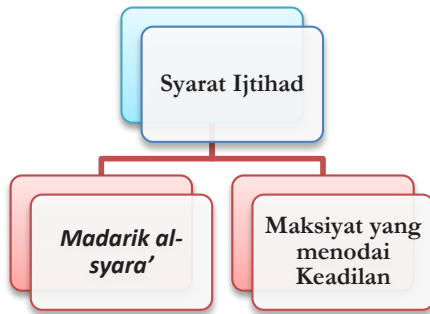 Syarat Ijtihad
Madarik al-
syara'
Maksiyat yang
menodai
Keadilan